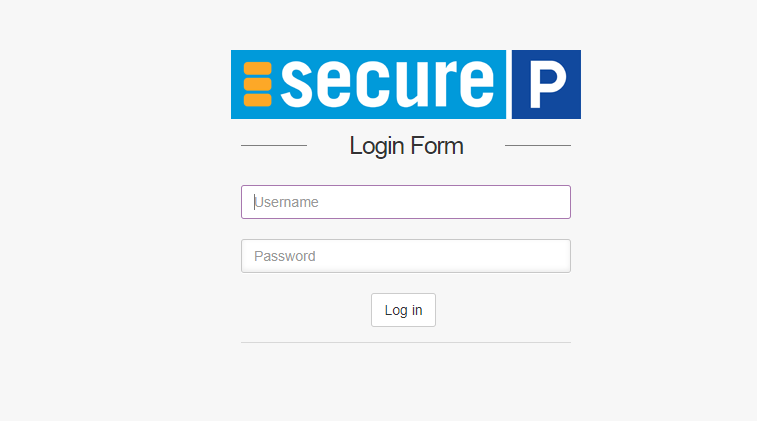 secure P
Login Form
Username
Password
Log in